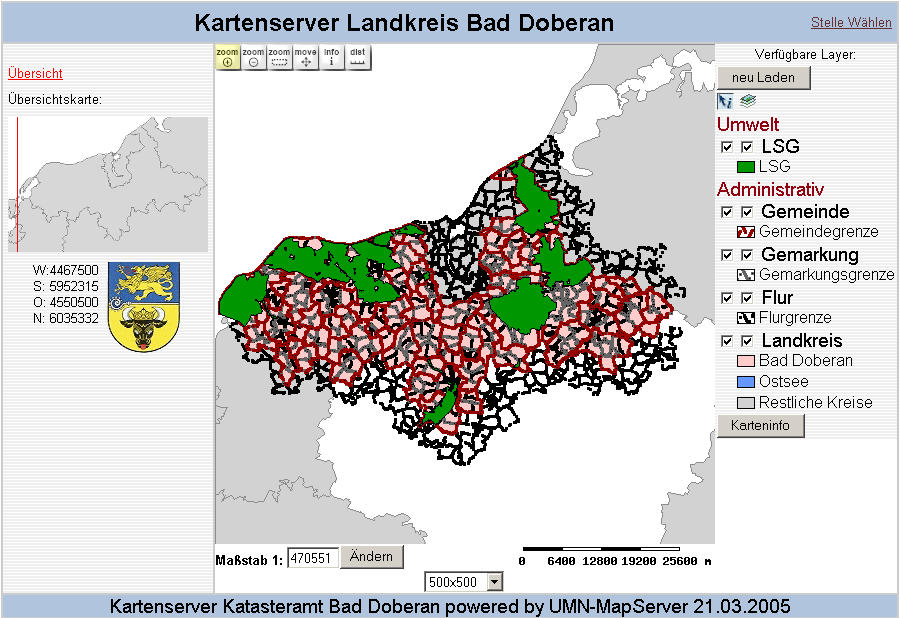 Kartenserver Landkreis Bad Doberan
Stelle Wählen
Übersicht
Übersichtskarte:
W:4467500
S: 5952315
O: 4550500
N: 6035332
zoom zoom zoom move info dist
Maßstab 1: 470551 Ändern
0 6400 12800 19200 25600 m
500x500
Verfügbare Layer:
neu Laden
Umwelt
LSG
LSG
Administrativ
Gemeinde
Gemeindegrenze
Gemarkung
Gemarkungsgrenze
Flur
Flurgrenze
Landkreis
Bad Doberan
Ostsee
Restliche Kreise
Karteninfo
Kartenserver Katasteramt Bad Doberan powered by UMN-MapServer 21.03.2005